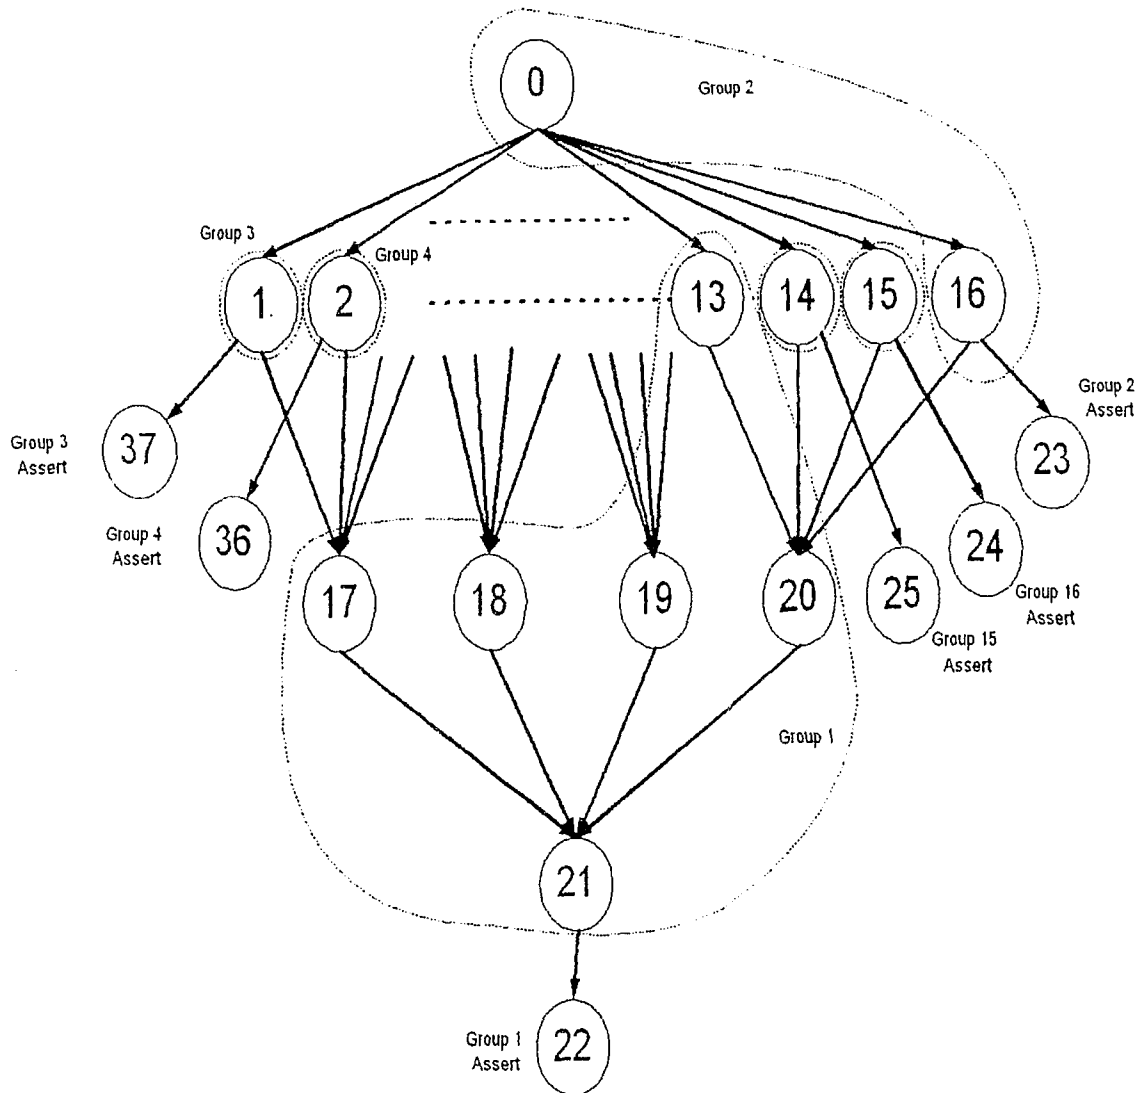 0
Group 2
Group 3
Group 4
1
2
13
14
15
16
Group 2
Assert
Group 3
Assert
37
23
Group 4
Assert
36
24
17
18
19
20
25
Group 16
Assert
Group 15
Assert
Group 1
21
Group 1
Assert
22